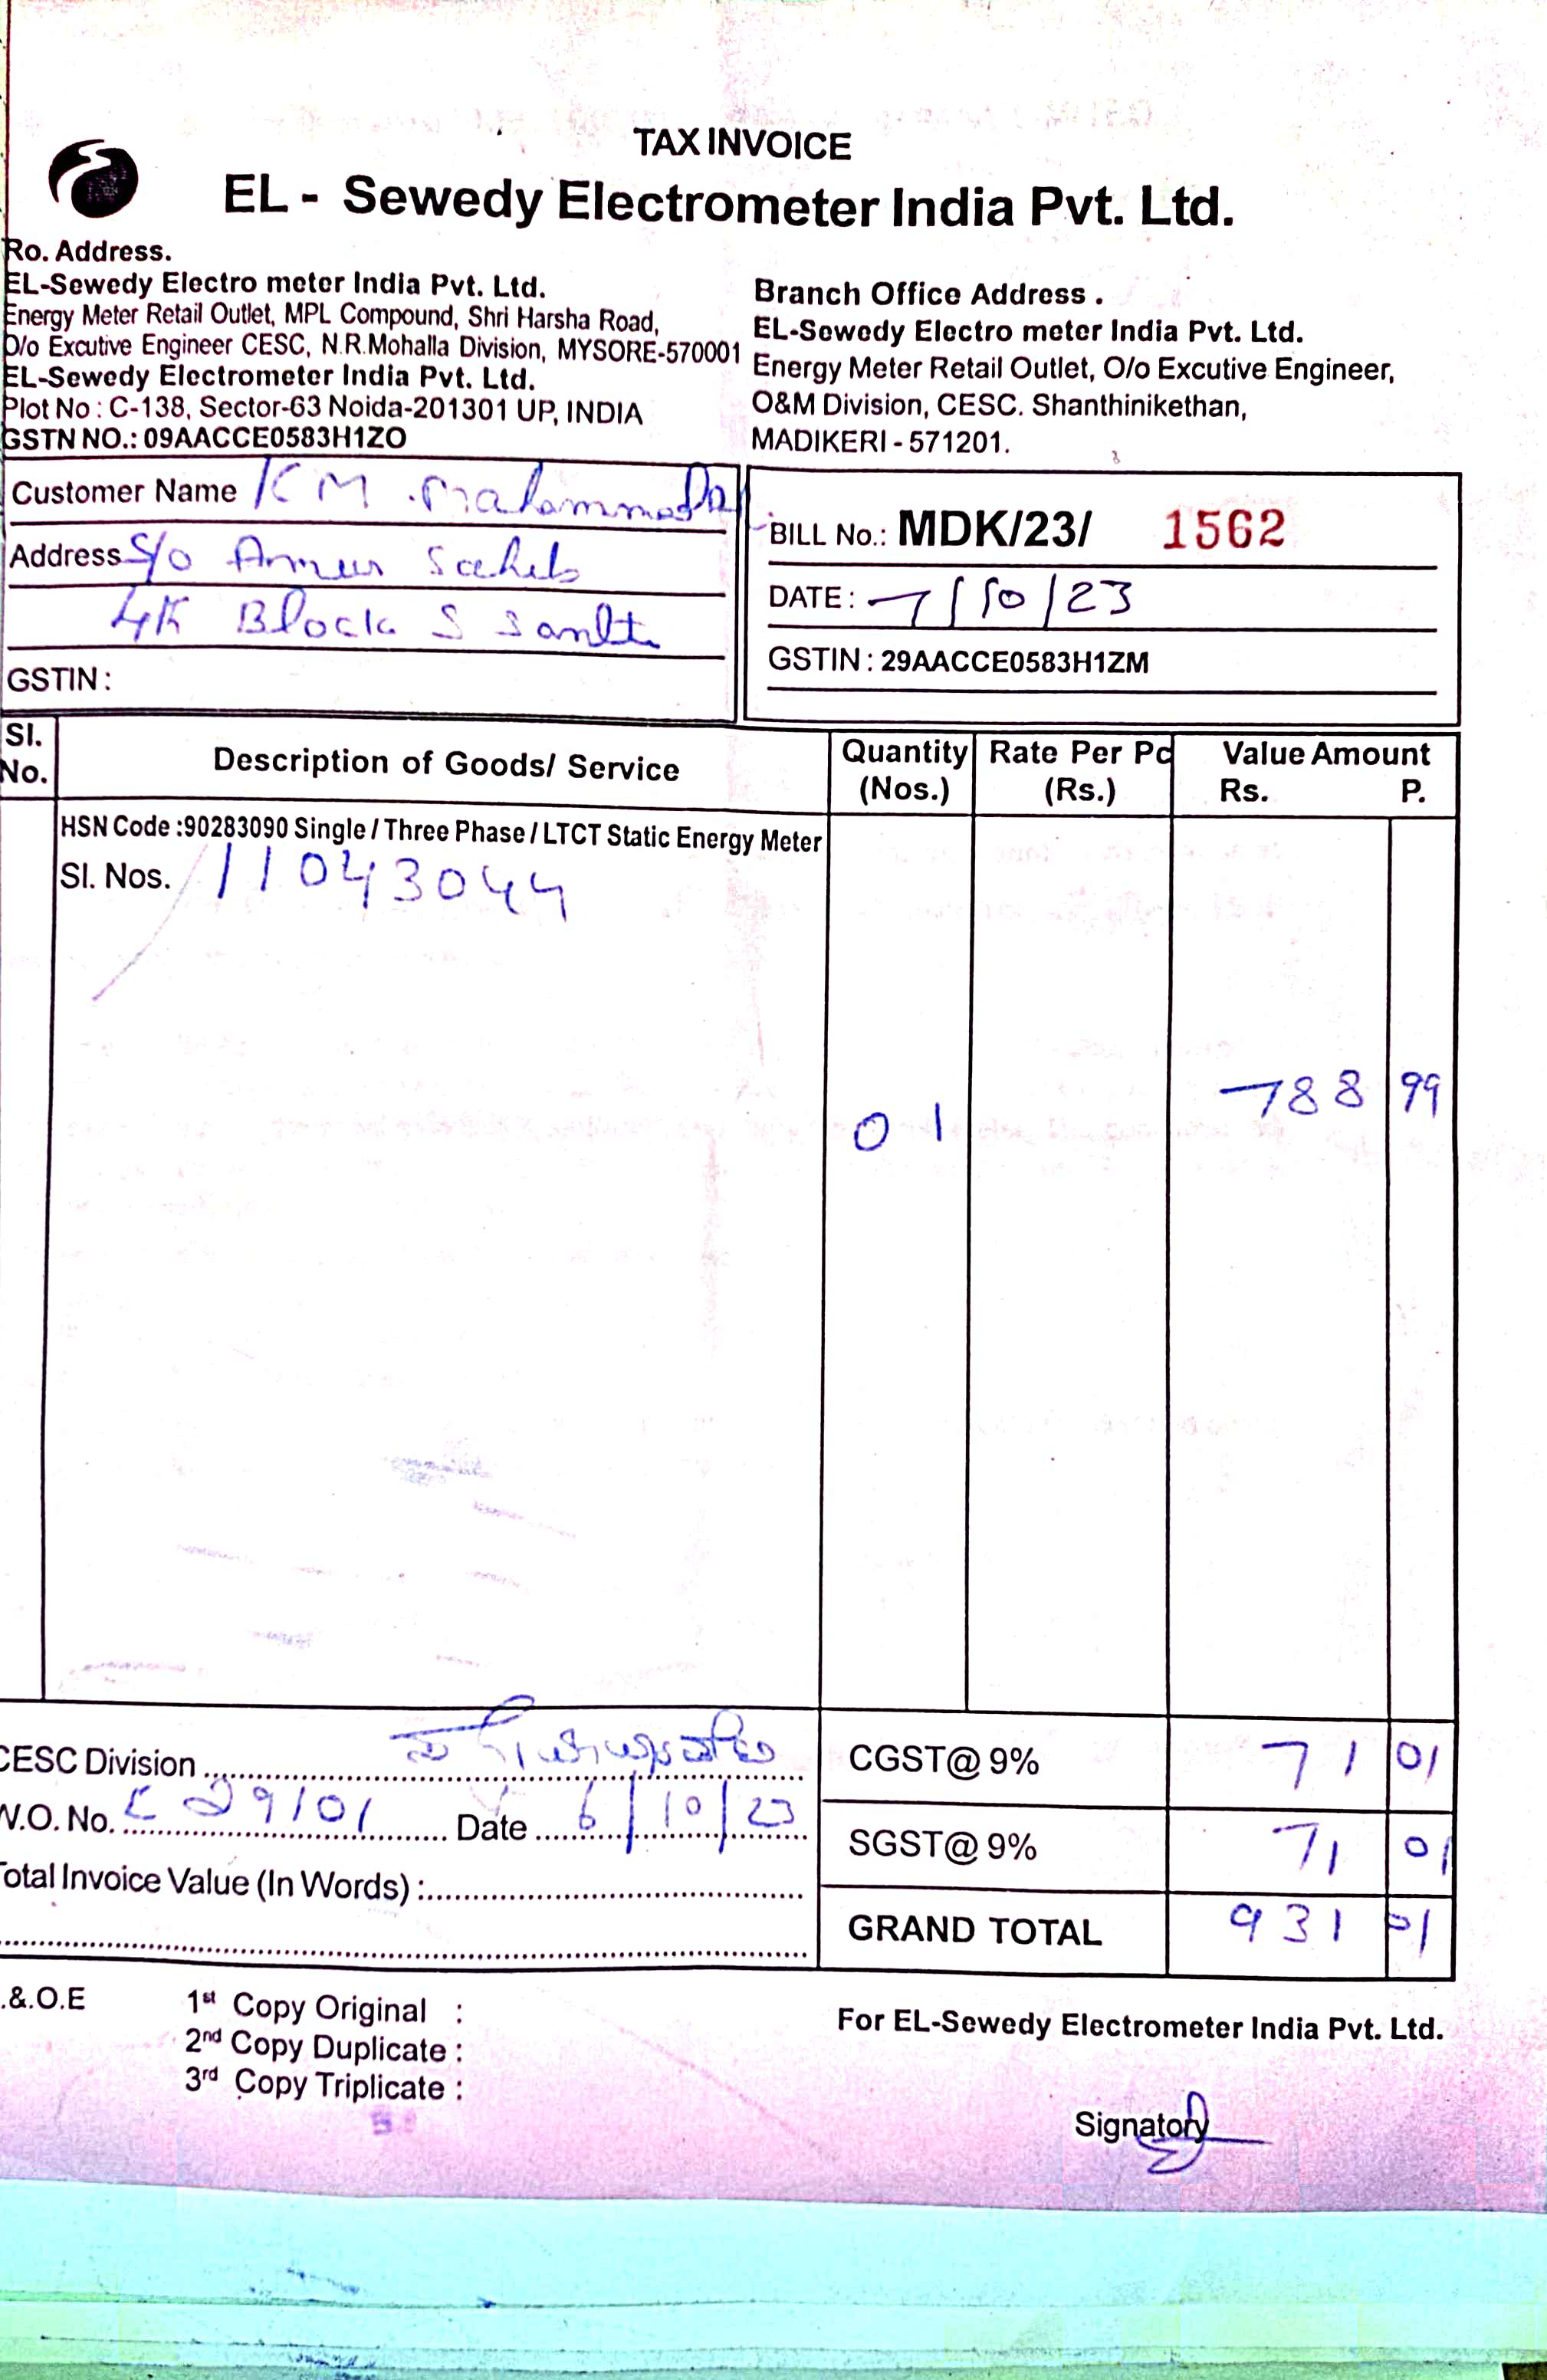 TAX INVOICE
EL - Sewedy Electrometer India Pvt. Ltd.
Ro. Address.
EL-Sewedy Electro meter India Pvt. Ltd.
Energy Meter Retail Outlet, MPL Compound, Shri Harsha Road,
O/o Excutive Engineer CESC, N.R.Mohalla Division, MYSORE-570001
EL-Sewedy Electrometer India Pvt. Ltd.
Plot No : C-138, Sector-63 Noida-201301 UP, INDIA
GSTN NO.: 09AACCE0583H1ZO
Branch Office Address .
EL-Sewedy Electro meter India Pvt. Ltd.
Energy Meter Retail Outlet, O/o Excutive Engineer,
O&M Division, CESC. Shanthinikethan,
MADIKERI - 571201.
Customer Name KM
Address S/o Saheb
4K Block S
GSTIN :
BILL No.: MDK/23/ 1562
DATE : 7/10/23
GSTIN : 29AACCE0583H1ZM
Sl. No. Description of Goods/ Service Quantity (Nos.) Rate Per Pc (Rs.) Value Amount Rs. P.
HSN Code :90283090 Single / Three Phase / LTCT Static Energy Meter
Sl. Nos. 11043044
01 788 99
CESC Division
CGST@ 9% 71 01
W.O. No. 29101 Date 6/10/23
SGST@ 9% 71 01
Total Invoice Value (In Words) :
GRAND TOTAL 931 01
.&.O.E
1st Copy Original :
2nd Copy Duplicate :
3rd Copy Triplicate :
For EL-Sewedy Electrometer India Pvt. Ltd.
Signatory